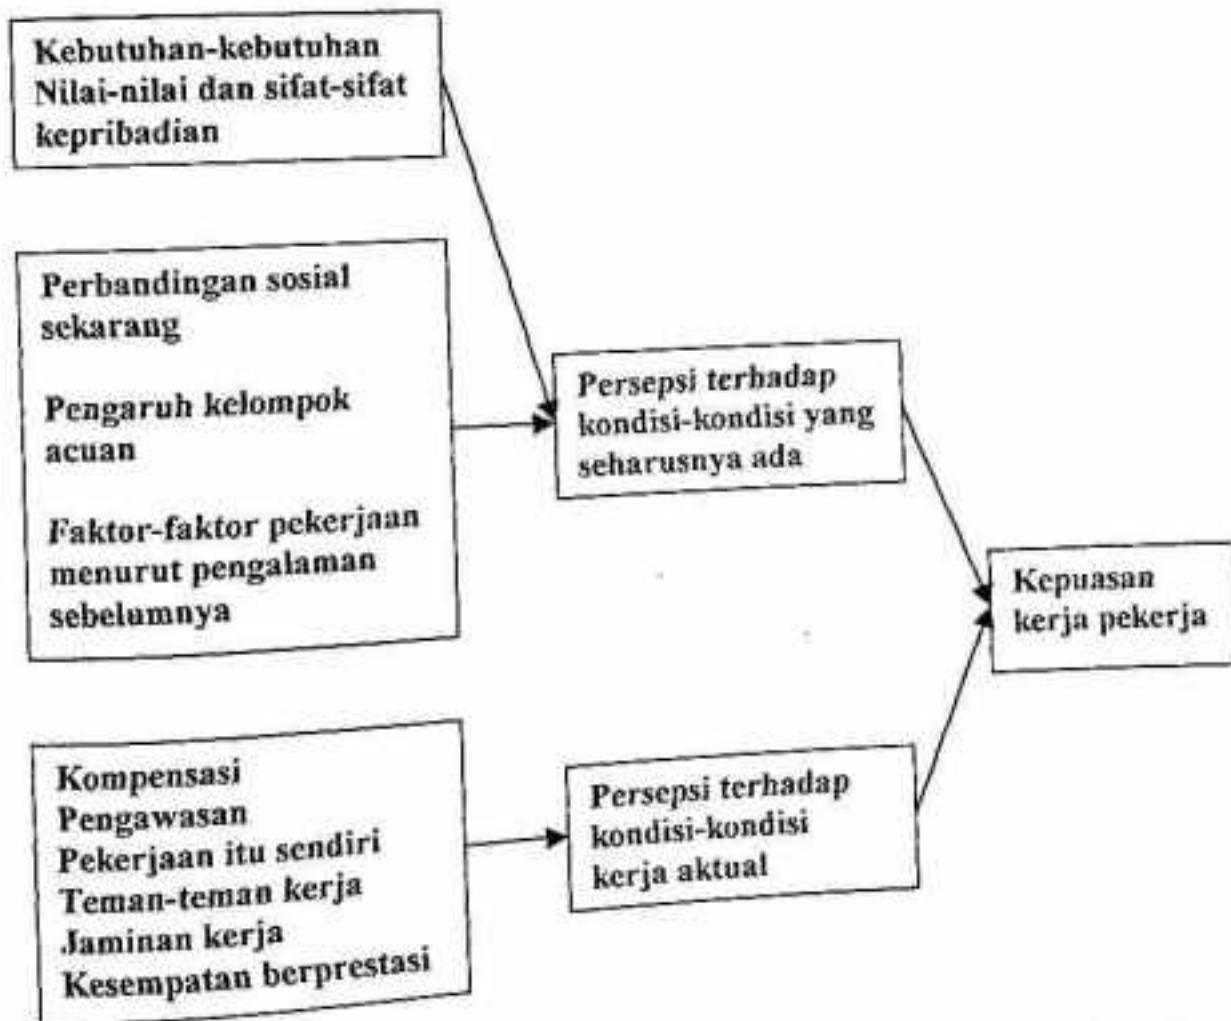 Kebutuhan-kebutuhan
Nilai-nilai dan sifat-sifat
kepribadian
Perbandingan sosial
sekarang
Pengaruh kelompok
acuan
Faktor-faktor pekerjaan
menurut pengalaman
sebelumnya
Persepsi terhadap
kondisi-kondisi yang
seharusnya ada
Kepuasan
kerja pekerja
Kompensasi
Pengawasan
Pekerjaan itu sendiri
Teman-teman kerja
Jaminan kerja
Kesempatan berprestasi
Persepsi terhadap
kondisi-kondisi
kerja aktual